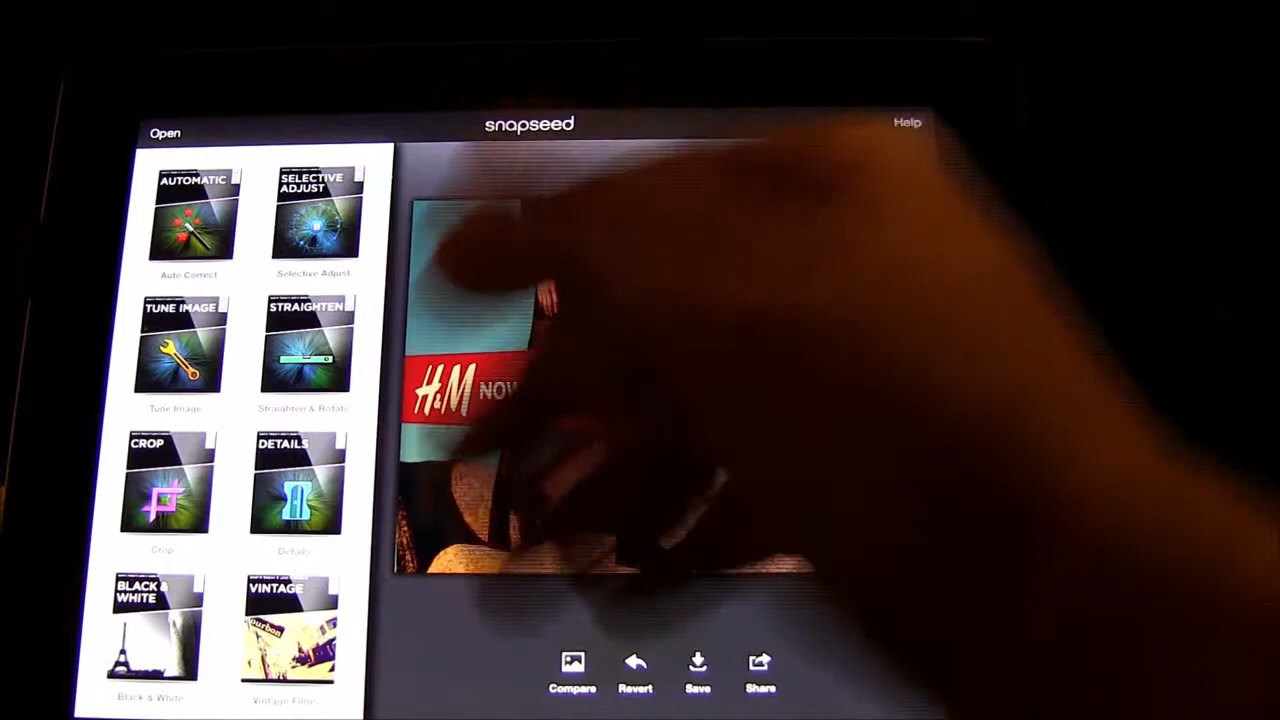 Open
snapseed
Help
AUTOMATIC
Auto Correct
SELECTIVE
ADJUST
Selective Adjust
TUNE IMAGE
Tune Image
STRAIGHTEN
Straighten & Rotate
CROP
Crop
DETAILS
Details
BLACK &
WHITE
Black & White
VINTAGE
Vintage Films
H&M NOW
Compare
Revert
Save
Share